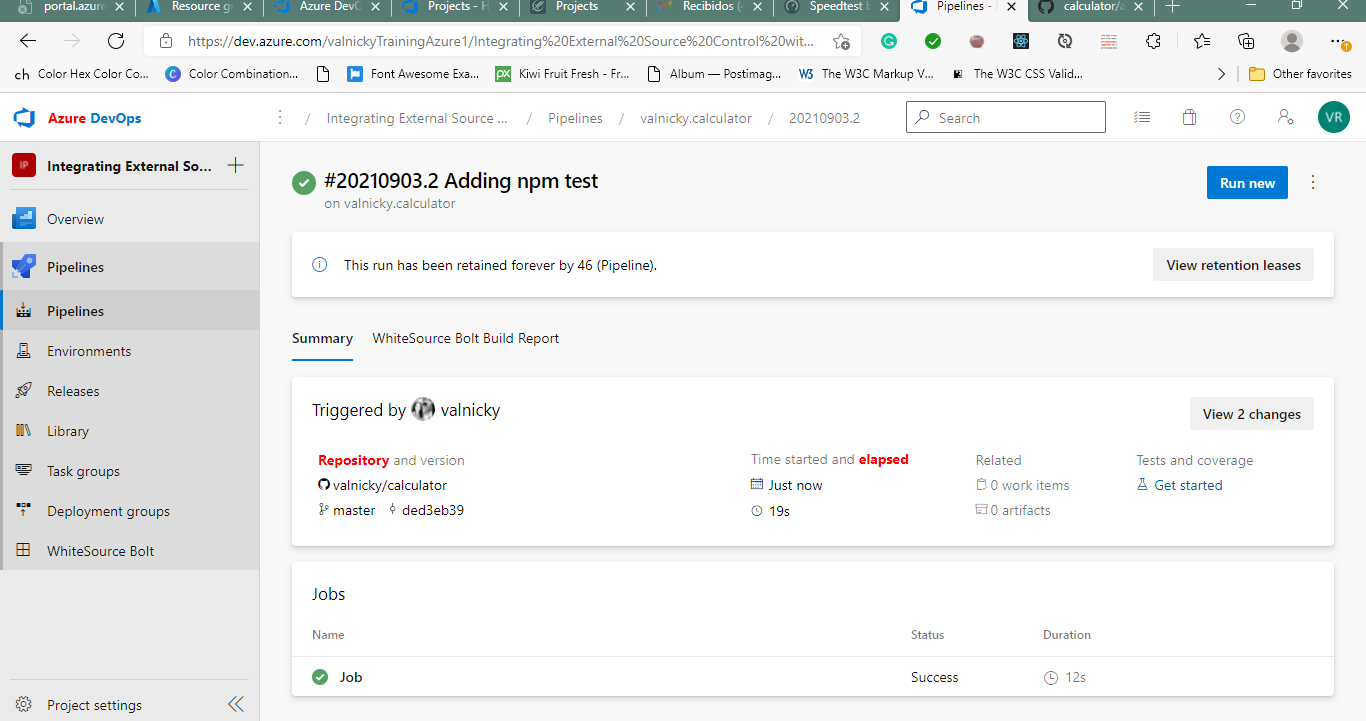 portal.azure
Resource gr
Azure DevC
Projects - H
Projects
Recibidos (4
Speedtest b
Pipelines -
calculator/a
https://dev.azure.com/valnickyTrainingAzure1/Integrating%20External%20Source%20Control%20wit...
ch Color Hex Color Co...
C Color Combination...
Font Awesome Exa...
px Kiwi Fruit Fresh - Fr...
Album — Postimag...
W3 The W3C Markup V...
The W3C CSS Valid...
Other favorites
Azure DevOps
/ Integrating External Source ... / Pipelines / valnicky.calculator / 20210903.2
Search
VR
IP Integrating External So...
Overview
Pipelines
Pipelines
Environments
Releases
Library
Task groups
Deployment groups
WhiteSource Bolt
Project settings
#20210903.2 Adding npm test
on valnicky.calculator
Run new
This run has been retained forever by 46 (Pipeline).
View retention leases
Summary
WhiteSource Bolt Build Report
Triggered by valnicky
View 2 changes
Repository and version
valnicky/calculator
master ded3eb39
Time started and elapsed
Just now
19s
Related
0 work items
0 artifacts
Tests and coverage
Get started
Jobs
Name Status Duration
Job Success 12s